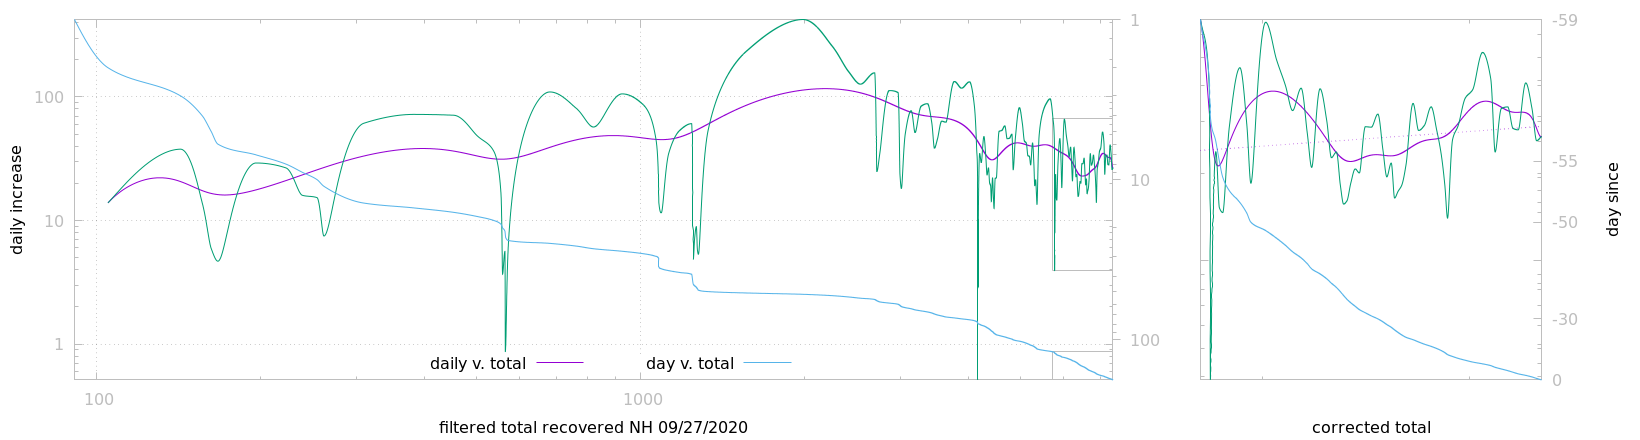 daily increase
100
10
1
100
1000
daily v. total
day v. total
filtered total recovered NH 09/27/2020
1
10
100
-59
-55
-50
-30
0
day since
corrected total